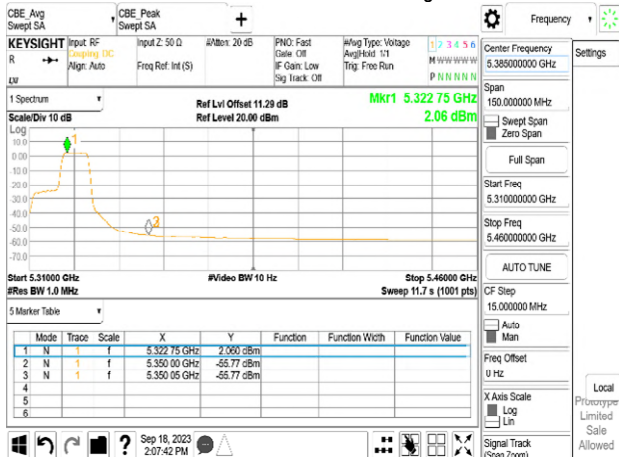 CBE_Avg
Swept SA
CBE_Peak
Swept SA
+
Frequency
KEYSIGHT
R
Input: RF
Coupling: DC
Align: Auto
Input Z: 50 Ω
Freq Ref: Int (S)
#Atten: 20 dB
PNO: Fast
Gate: Off
IF Gain: Low
Sig Track: Off
#Avg Type: Voltage
Avg|Hold: 1/1
Trig: Free Run
1 2 3 4 5 6
M W W W W W
P N N N N N
Settings
Center Frequency
5.385000000 GHz
Span
150.000000 MHz
Swept Span
Zero Span
Full Span
Start Freq
5.310000000 GHz
Stop Freq
5.460000000 GHz
AUTO TUNE
CF Step
15.000000 MHz
Auto
Man
Freq Offset
0 Hz
X Axis Scale
Log
Lin
Signal Track
(Span Zoom)
Local
Prototype
Limited
Sale
Allowed
1 Spectrum
Scale/Div 10 dB
Ref Lvl Offset 11.29 dB
Ref Level 20.00 dBm
Mkr1 5.322 75 GHz
2.06 dBm
Log
10.0
0.00
-10.0
-20.0
-30.0
-40.0
-50.0
-60.0
-70.0
1
3
Start 5.31000 GHz
#Res BW 1.0 MHz
#Video BW 10 Hz
Stop 5.46000 GHz
Sweep 11.7 s (1001 pts)
5 Marker Table
Mode Trace Scale X Y Function Function Width Function Value
1 N 1 f 5.322 75 GHz 2.060 dBm
2 N 1 f 5.350 00 GHz -55.77 dBm
3 N 1 f 5.350 05 GHz -55.77 dBm
4
5
6
?
Sep 18, 2023
2:07:42 PM